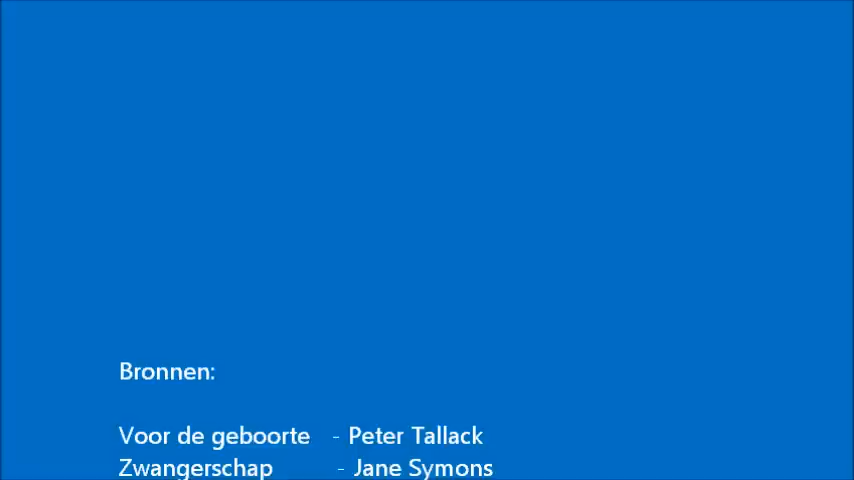 Bronnen:
Voor de geboorte - Peter Tallack
Zwangerschap - Jane Symons